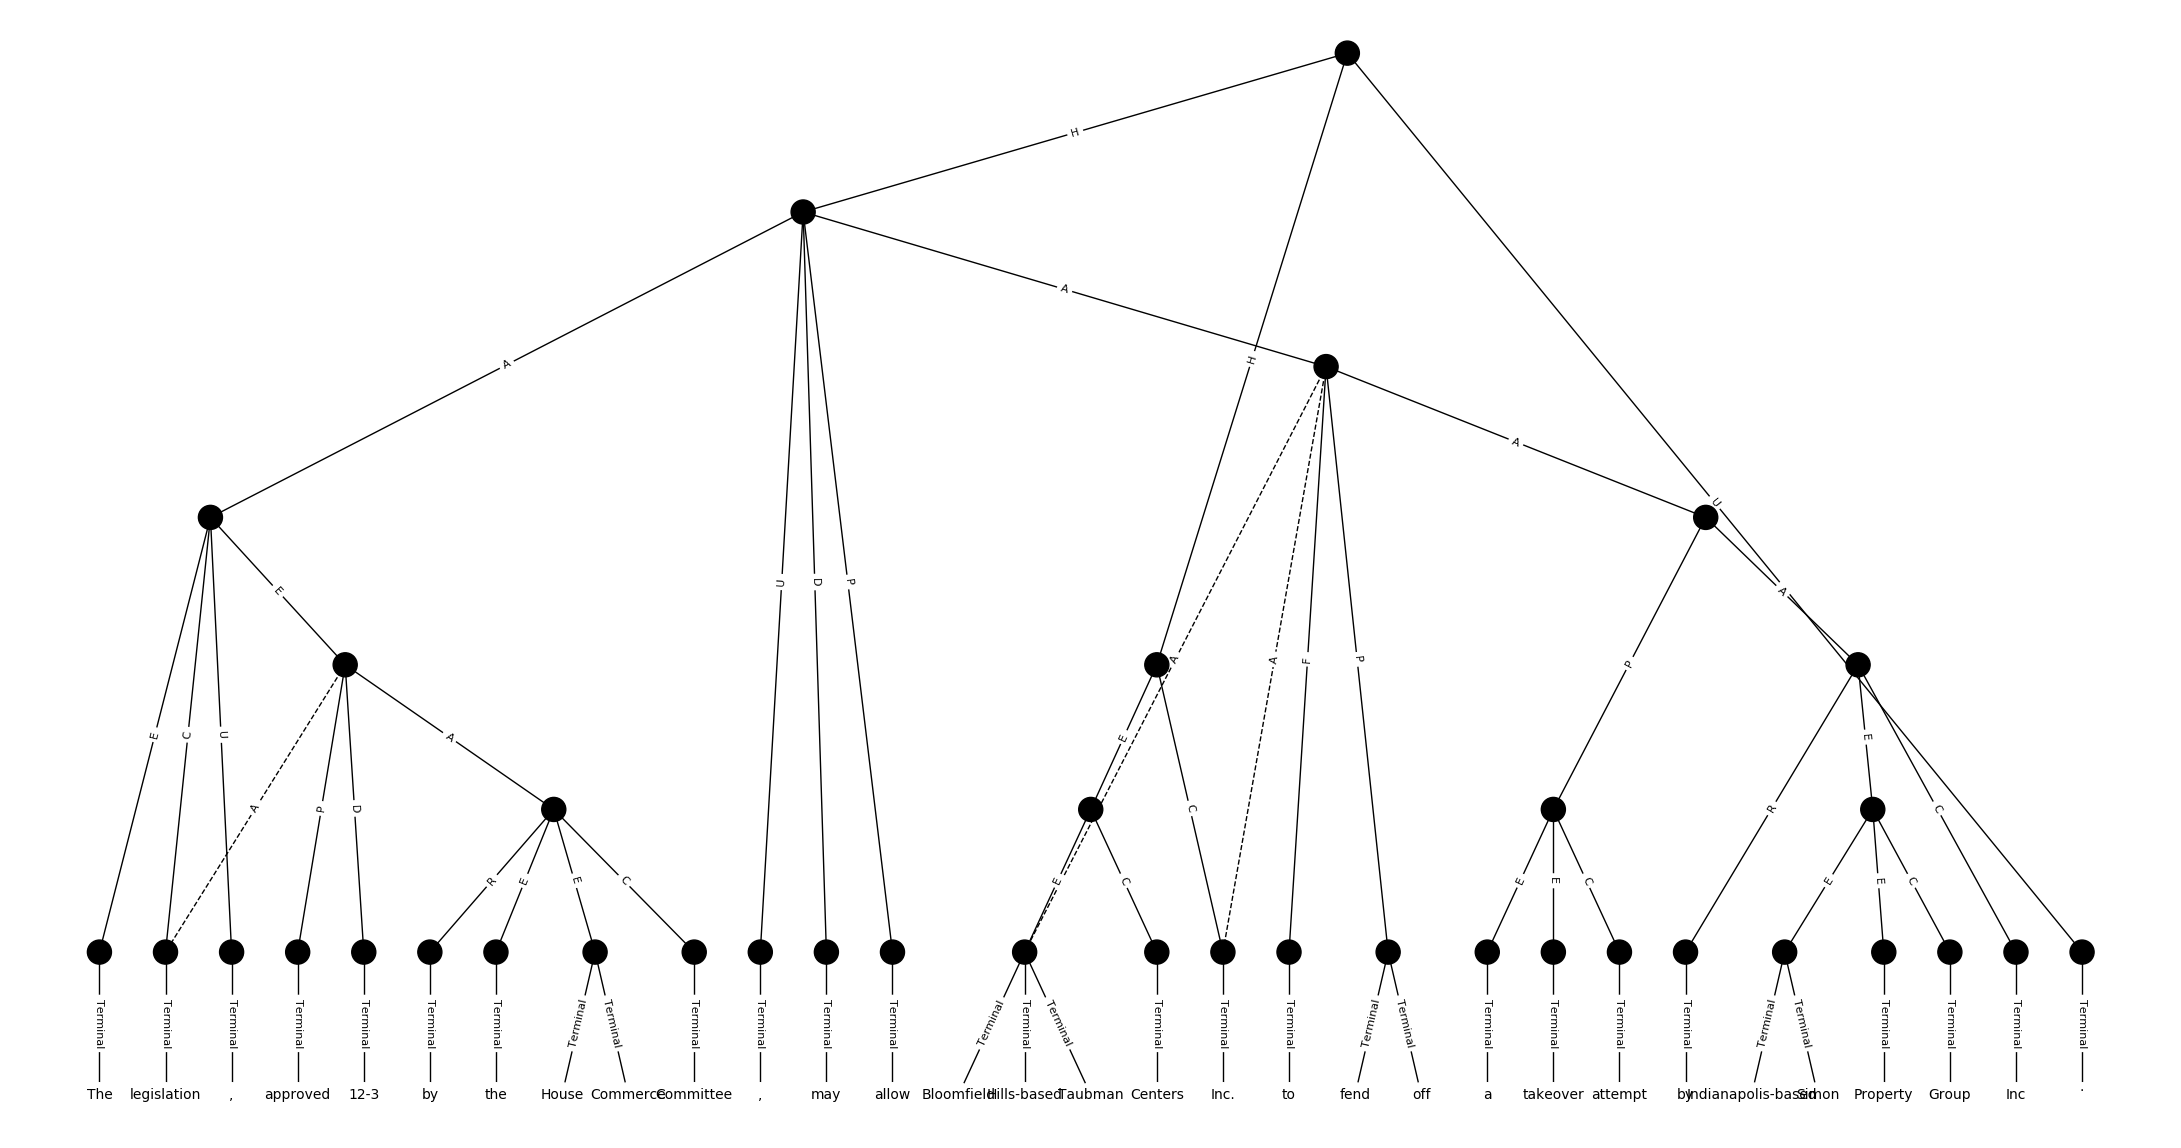 H
A
H
A
A
U
E
A
U
D
P
A
A
F
P
P
E
C
U
E
E
A
A
P
D
C
R
C
R
E
E
C
E
C
E
E
C
E
E
C
Terminal Terminal Terminal Terminal Terminal Terminal Terminal Terminal Terminal Terminal Terminal Terminal Terminal Terminal Terminal Terminal Terminal Terminal Terminal Terminal Terminal Terminal Terminal Terminal Terminal Terminal Terminal Terminal Terminal Terminal Terminal
The legislation , approved 12-3 by the House Commerce Committee , may allow Bloomfield Hills-based Taubman Centers Inc. to fend off a takeover attempt by Indianapolis-based Simon Property Group Inc .